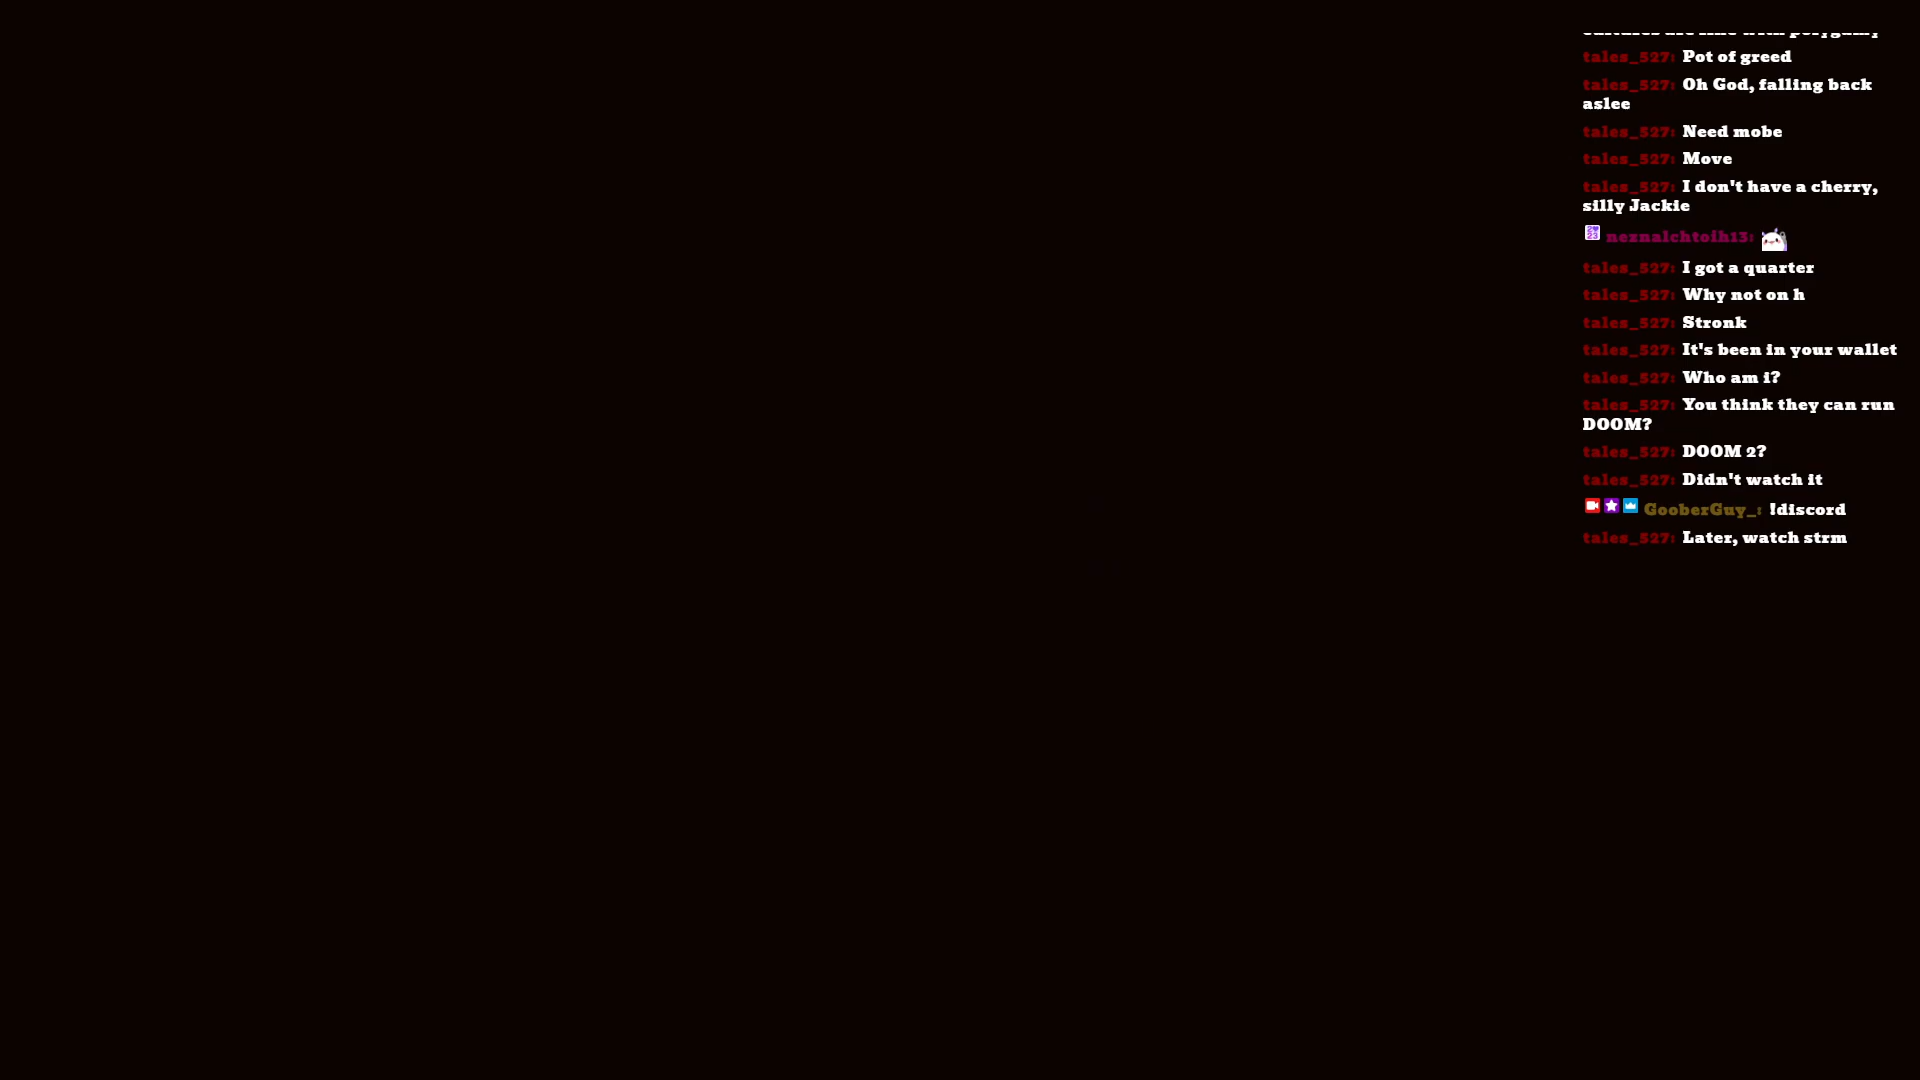 tales_527: Pot of greed
tales_527: Oh God, falling back
aslee
tales_527: Need mobe
tales_527: Move
tales_527: I don't have a cherry,
silly Jackie
neznaichtoih13:
tales_527: I got a quarter
tales_527: Why not on h
tales_527: Stronk
tales_527: It's been in your wallet
tales_527: Who am i?
tales_527: You think they can run
DOOM?
tales_527: DOOM 2?
tales_527: Didn't watch it
GooberGuy_: !discord
tales_527: Later, watch strm